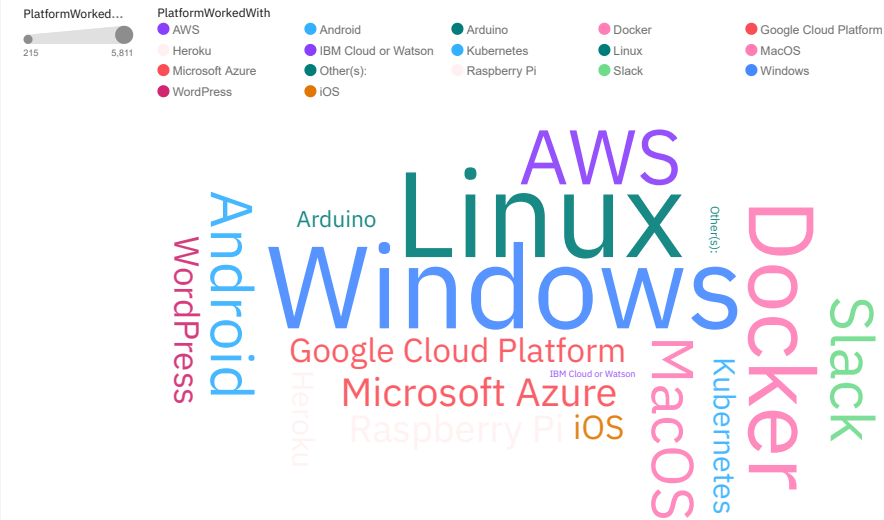 PlatformWorked...
215 5,811
PlatformWorkedWith
AWS Android Arduino Docker Google Cloud Platform
Heroku IBM Cloud or Watson Kubernetes Linux MacOS
Microsoft Azure Other(s): Raspberry Pi Slack Windows
WordPress iOS
AWS
Linux
Arduino
Other(s):
Android
WordPress
Windows
Docker
Slack
Google Cloud Platform
IBM Cloud or Watson
MacOS
Kubernetes
Heroku
Microsoft Azure
Raspberry Pi
iOS